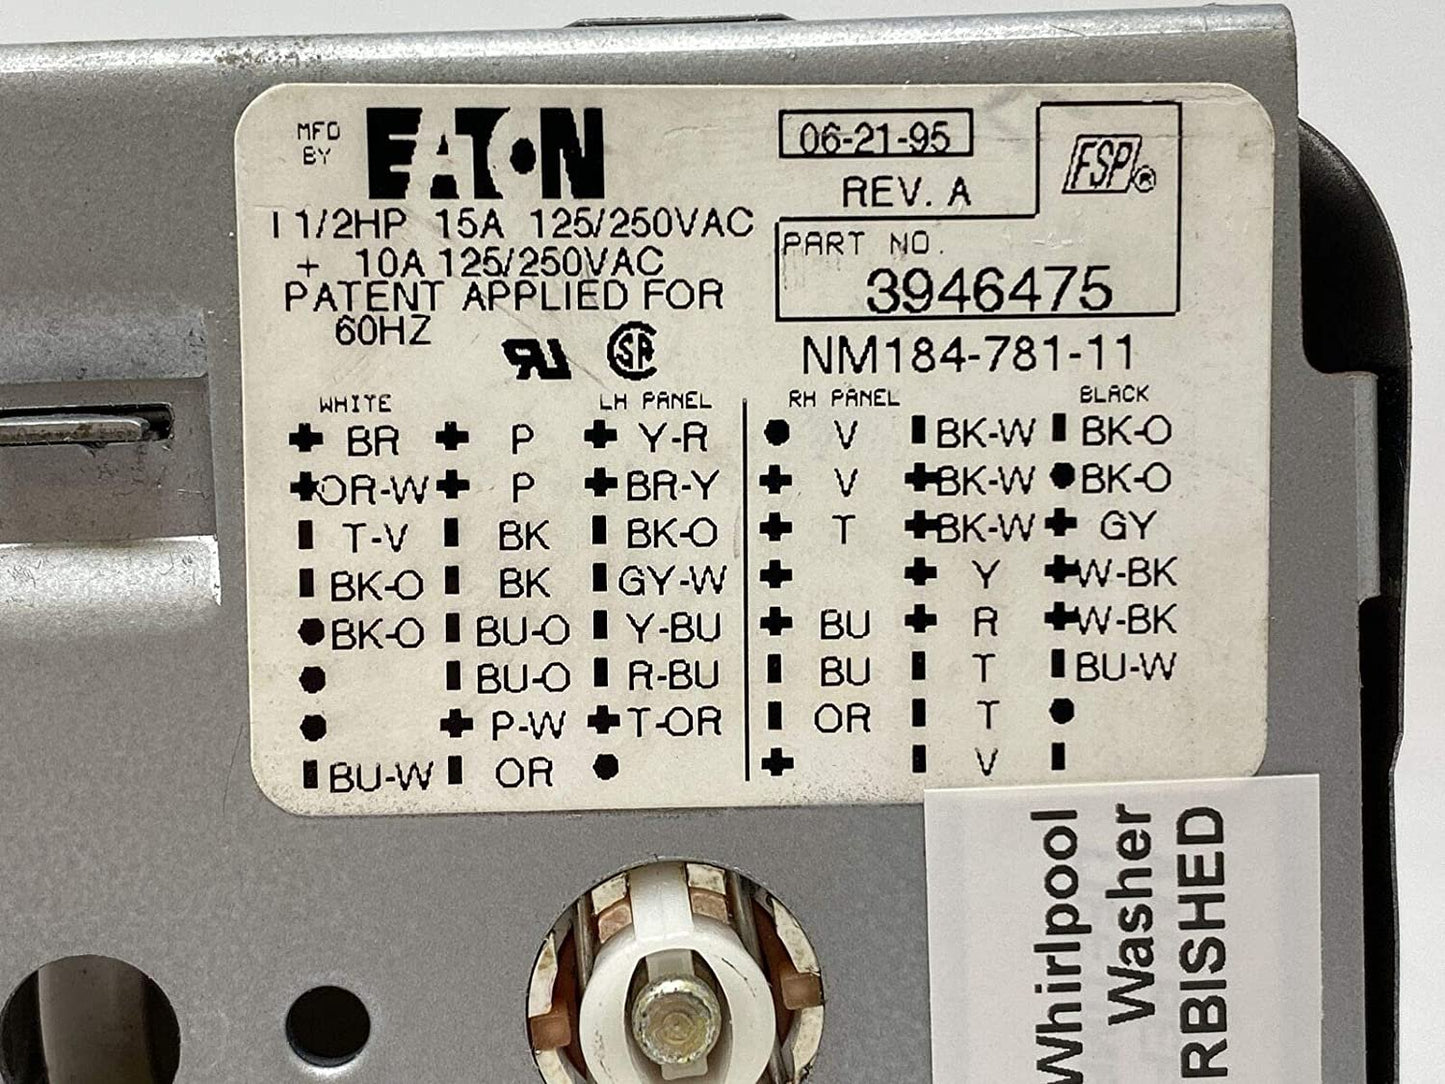 MFD
BY
EATON
06-21-95
FSP®
REV. A
I 1/2HP 15A 125/250VAC
+ 10A 125/250VAC
PATENT APPLIED FOR
60HZ
PART NO.
3946475
NM184-781-11
WHITE LH PANEL RH PANEL BLACK
+ BR + P + Y-R ● V ▮ BK-W ▮ BK-O
+ OR-W + P + BR-Y + V + BK-W ● BK-O
▮ T-V ▮ BK ▮ BK-O + T + BK-W + GY
▮ BK-O ▮ BK ▮ GY-W + + Y + W-BK
● BK-O ▮ BU-O ▮ Y-BU + BU + R + W-BK
● ▮ BU-O ▮ R-BU ▮ BU ▮ T ▮ BU-W
● + P-W + T-OR ▮ OR ▮ T ●
▮ BU-W ▮ OR ● + ▮ V ▮
Whirlpool
Washer
RBISHED